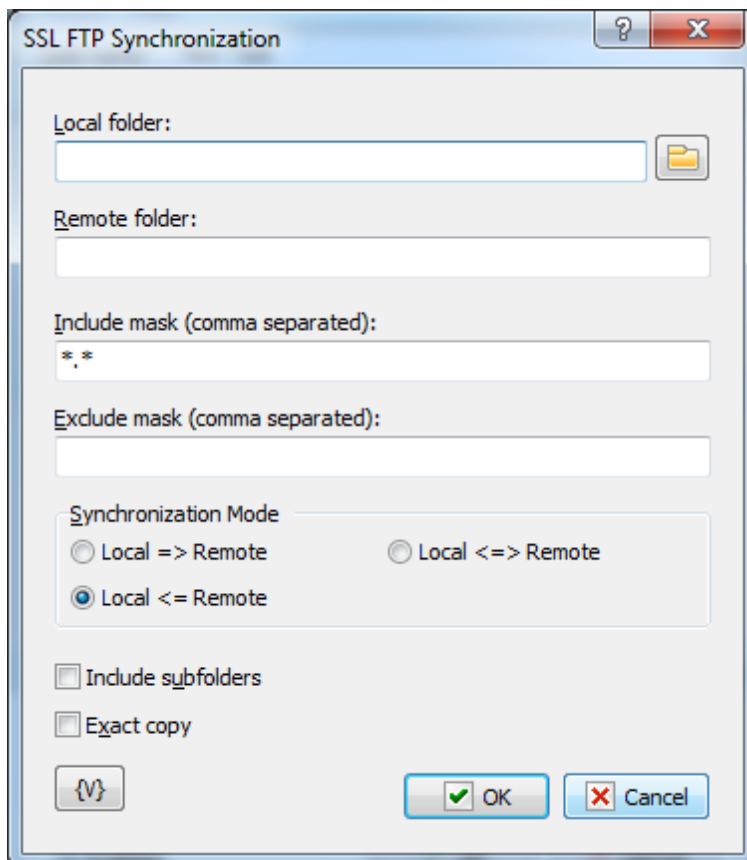 SSL FTP Synchronization
Local folder:
Remote folder:
Include mask (comma separated):
*.*
Exclude mask (comma separated):
Synchronization Mode
Local => Remote
Local <=> Remote
Local <= Remote
Include subfolders
Exact copy
{V}
OK
Cancel